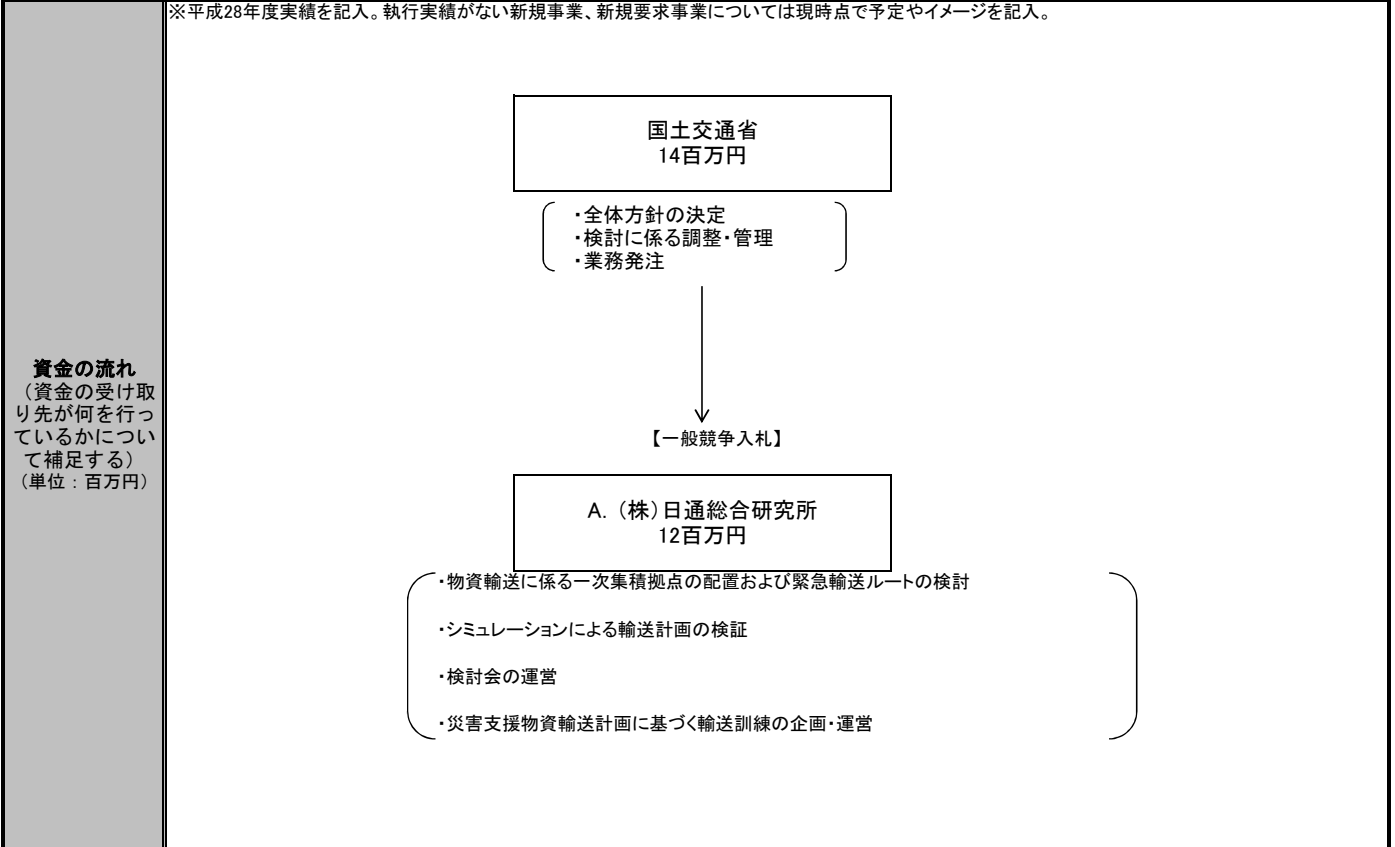 ※平成28年度実績を記入。執行実績がない新規事業、新規要求事業については現時点で予定やイメージを記入。
資金の流れ
（資金の受け取
り先が何を行っ
ているかについ
て補足する）
（単位：百万円）
国土交通省
14百万円
・全体方針の決定
・検討に係る調整・管理
・業務発注
【一般競争入札】
A. （株）日通総合研究所
12百万円
・物資輸送に係る一次集積拠点の配置および緊急輸送ルートの検討
・シミュレーションによる輸送計画の検証
・検討会の運営
・災害支援物資輸送計画に基づく輸送訓練の企画・運営